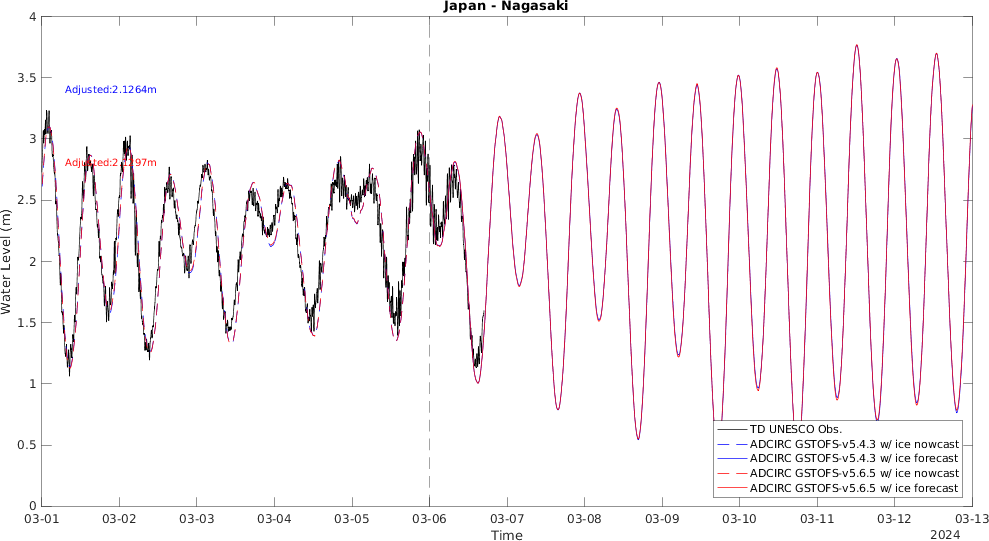 Japan - Nagasaki
4
3.5
3
2.5
2
1.5
1
0.5
0
Water Level (m)
Adjusted:2.1264m
03-01
03-02
03-03
03-04
03-05
03-06
03-07
03-08
03-09
03-10
03-11
03-12
03-13
Time
2024
TD UNESCO Obs.
ADCIRC GSTOFS-v5.4.3 w/ ice nowcast
ADCIRC GSTOFS-v5.4.3 w/ ice forecast
ADCIRC GSTOFS-v5.6.5 w/ ice nowcast
ADCIRC GSTOFS-v5.6.5 w/ ice forecast